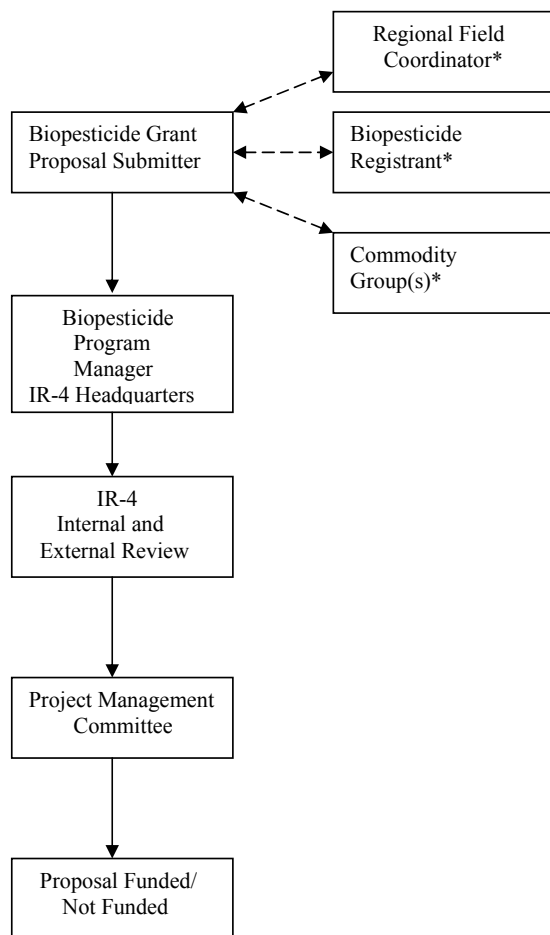 Regional Field
Coordinator*
Biopesticide Grant
Proposal Submitter
Biopesticide
Registrant*
Commodity
Group(s)*
Biopesticide
Program
Manager
IR-4 Headquarters
IR-4
Internal and
External Review
Project Management
Committee
Proposal Funded/
Not Funded